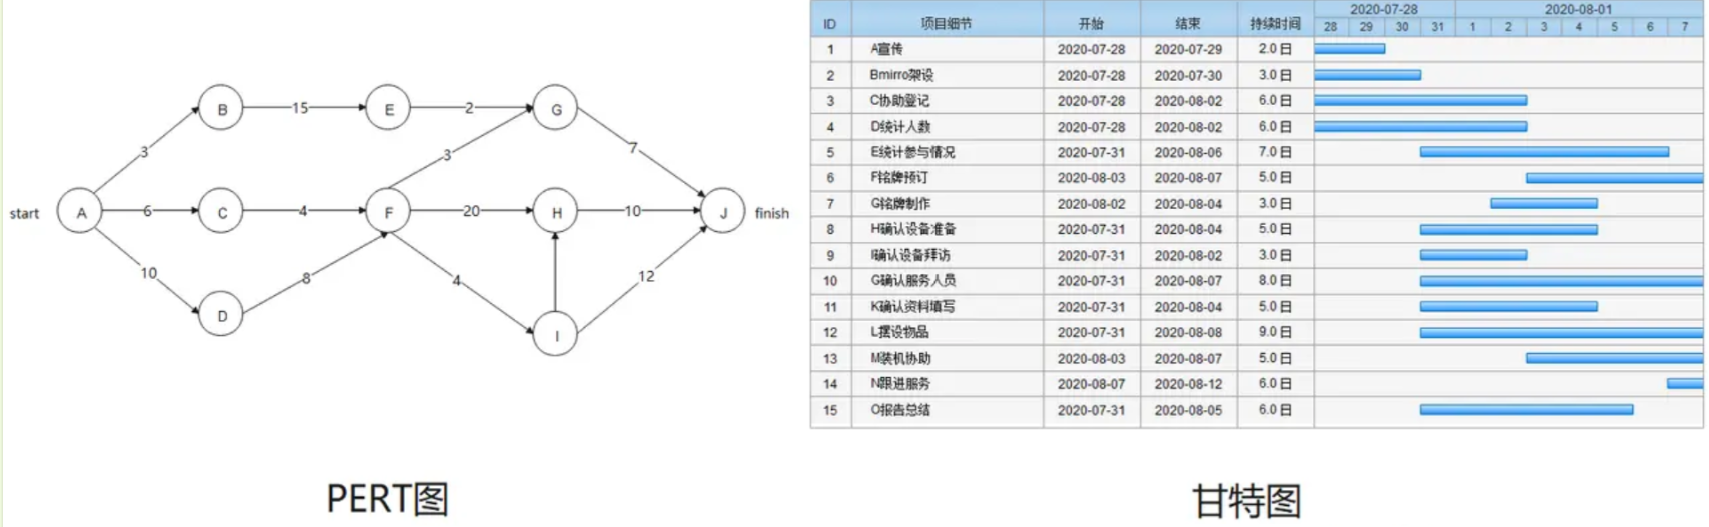 B
15
E
2
G
3
3
7
start
A
6
C
4
F
20
H
10
J
finish
10
8
4
12
D
I
PERT图
ID
项目细节
开始
结束
持续时间
2020-07-28
2020-08-01
28 29 30 31 1 2 3 4 5 6 7
1 A宣传 2020-07-28 2020-07-29 2.0 日
2 Bmirro架设 2020-07-28 2020-07-30 3.0 日
3 C协助登记 2020-07-28 2020-08-02 6.0 日
4 D统计人数 2020-07-28 2020-08-02 6.0 日
5 E统计参与情况 2020-07-31 2020-08-06 7.0 日
6 F铭牌预订 2020-08-03 2020-08-07 5.0 日
7 G铭牌制作 2020-08-02 2020-08-04 3.0 日
8 H确认设备准备 2020-07-31 2020-08-04 5.0 日
9 I确认设备拜访 2020-07-31 2020-08-02 3.0 日
10 G确认服务人员 2020-07-31 2020-08-07 8.0 日
11 K确认资料填写 2020-07-31 2020-08-04 5.0 日
12 L摆设物品 2020-07-31 2020-08-08 9.0 日
13 M装机协助 2020-08-03 2020-08-07 5.0 日
14 N跟进服务 2020-08-07 2020-08-12 6.0 日
15 O报告总结 2020-07-31 2020-08-05 6.0 日
甘特图